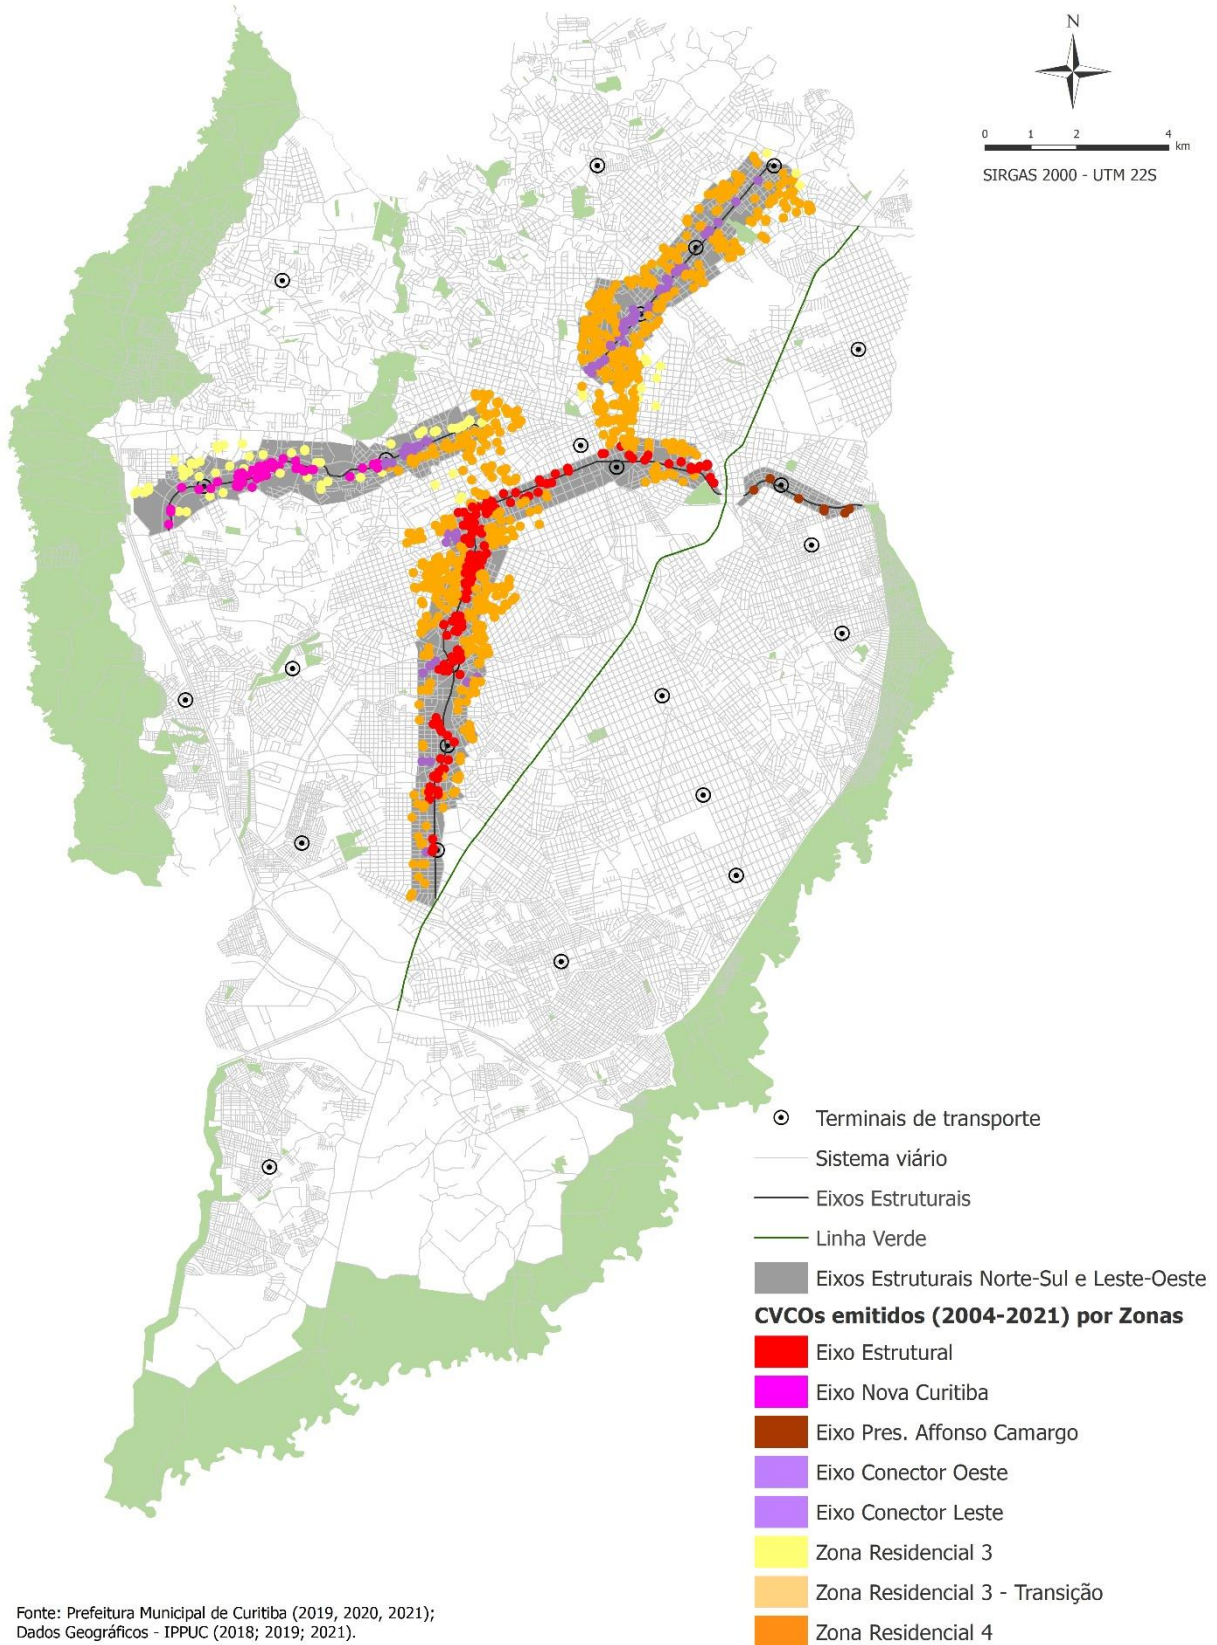 N
0 1 2 4 km
SIRGAS 2000 - UTM 22S
Terminais de transporte
Sistema viário
Eixos Estruturais
Linha Verde
Eixos Estruturais Norte-Sul e Leste-Oeste
CVCOs emitidos (2004-2021) por Zonas
Eixo Estrutural
Eixo Nova Curitiba
Eixo Pres. Affonso Camargo
Eixo Conector Oeste
Eixo Conector Leste
Zona Residencial 3
Zona Residencial 3 - Transição
Zona Residencial 4
Fonte: Prefeitura Municipal de Curitiba (2019, 2020, 2021);
Dados Geográficos - IPPUC (2018; 2019; 2021).